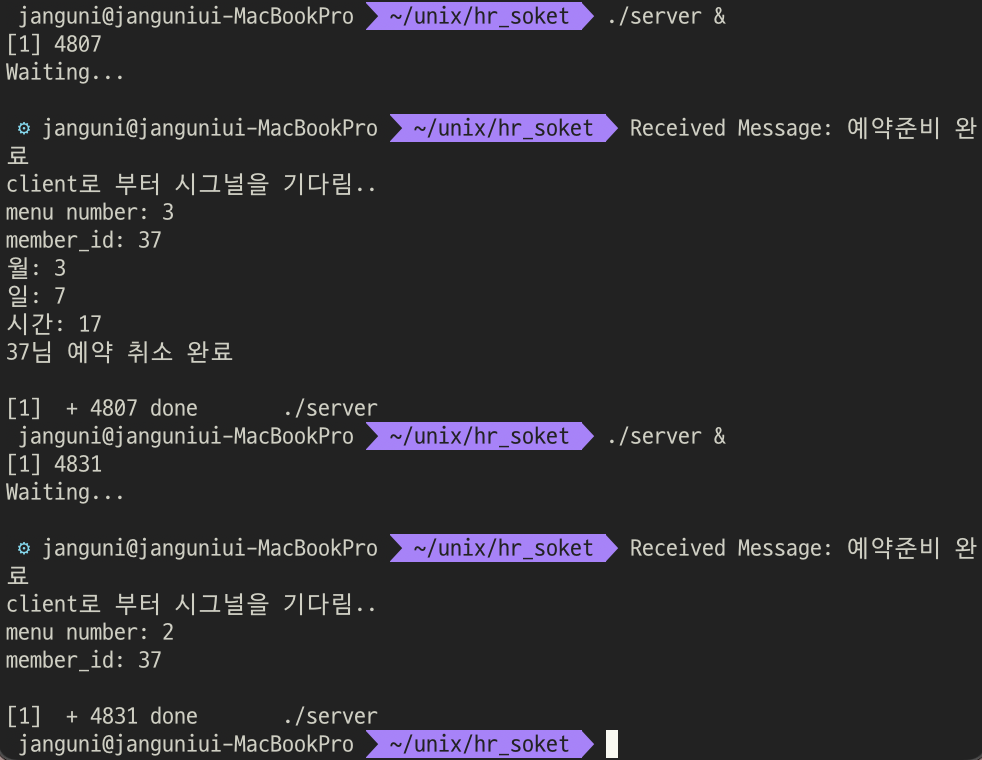 janguni@janguniui-MacBookPro ~/unix/hr_soket ./server &
[1] 4807
Waiting...
⚙ janguni@janguniui-MacBookPro ~/unix/hr_soket Received Message: 예약준비 완
료
client로 부터 시그널을 기다림..
menu number: 3
member_id: 37
월: 3
일: 7
시간: 17
37님 예약 취소 완료
[1]  + 4807 done       ./server
janguni@janguniui-MacBookPro ~/unix/hr_soket ./server &
[1] 4831
Waiting...
⚙ janguni@janguniui-MacBookPro ~/unix/hr_soket Received Message: 예약준비 완
료
client로 부터 시그널을 기다림..
menu number: 2
member_id: 37
[1]  + 4831 done       ./server
janguni@janguniui-MacBookPro ~/unix/hr_soket